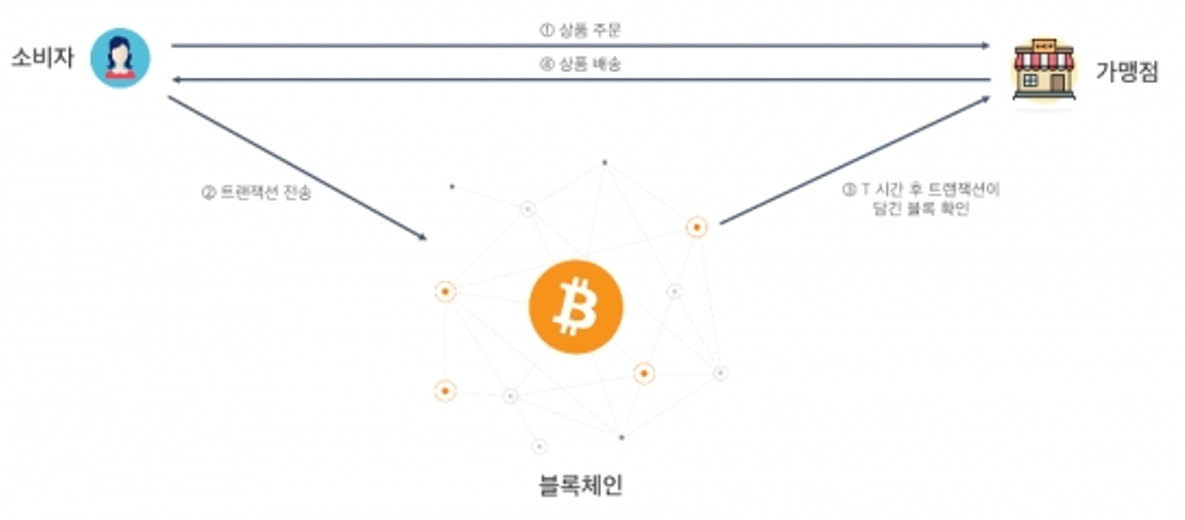 ① 상품 주문
소비자
④ 상품 배송
가맹점
② 트랜잭션 전송
③ T 시간 후 트랜잭션이
담긴 블록 확인
블록체인